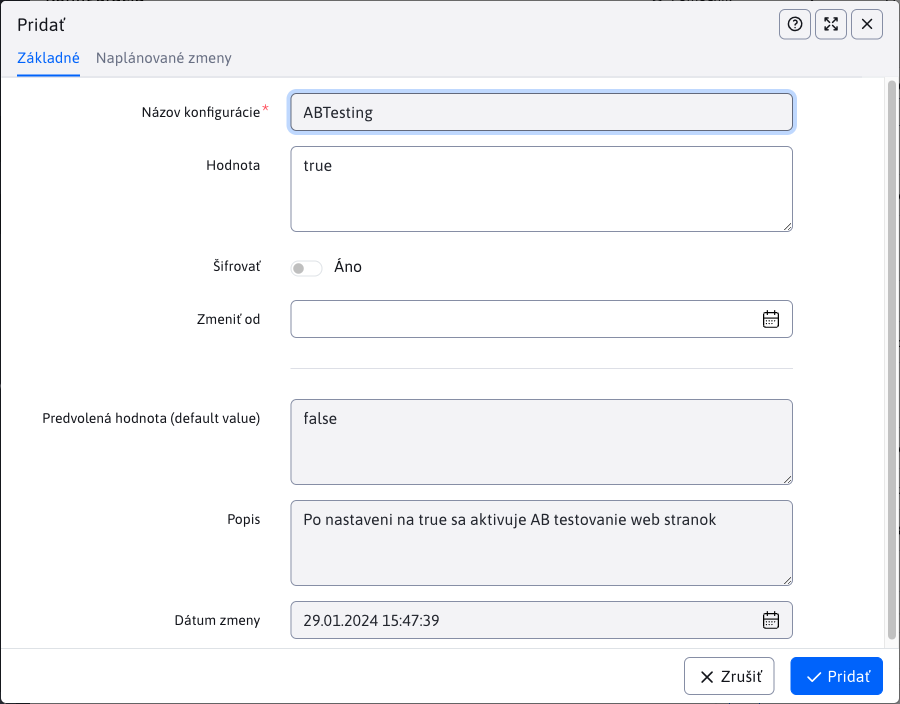 Pridať
Základné Naplánované zmeny
Názov konfigurácie* ABTesting
Hodnota true
Šifrovať Áno
Zmeniť od
Predvolená hodnota (default value) false
Popis Po nastaveni na true sa aktivuje AB testovanie web stranok
Dátum zmeny 29.01.2024 15:47:39
Zrušiť Pridať